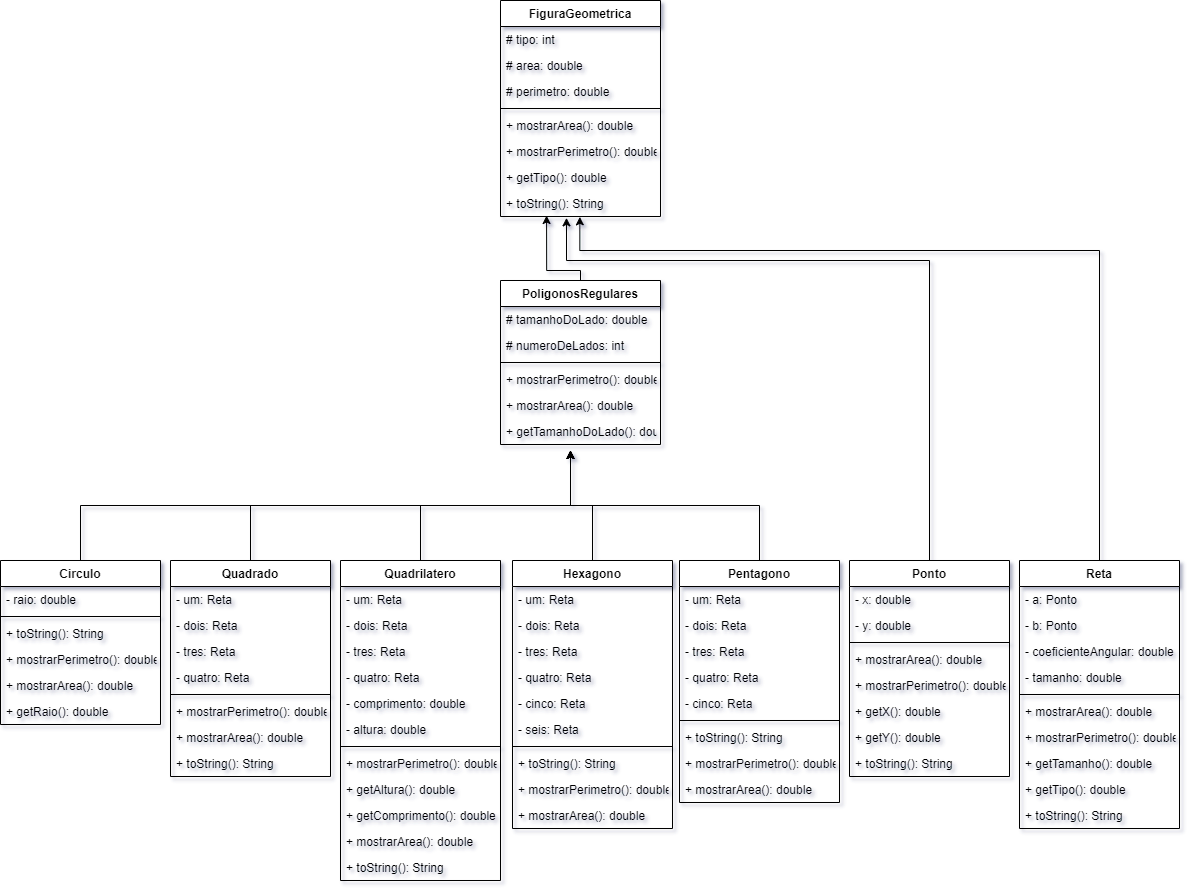 FiguraGeometrica
# tipo: int
# area: double
# perimetro: double
+ mostrarArea(): double
+ mostrarPerimetro(): double
+ getTipo(): double
+ toString(): String
PoligonosRegulares
# tamanhoDoLado: double
# numeroDeLados: int
+ mostrarPerimetro(): double
+ mostrarArea(): double
+ getTamanhoDoLado(): dou
Circulo
- raio: double
+ toString(): String
+ mostrarPerimetro(): double
+ mostrarArea(): double
+ getRaio(): double
Quadrado
- um: Reta
- dois: Reta
- tres: Reta
- quatro: Reta
+ mostrarPerimetro(): double
+ mostrarArea(): double
+ toString(): String
Quadrilatero
- um: Reta
- dois: Reta
- tres: Reta
- quatro: Reta
- comprimento: double
- altura: double
+ mostrarPerimetro(): double
+ getAltura(): double
+ getComprimento(): double
+ mostrarArea(): double
+ toString(): String
Hexagono
- um: Reta
- dois: Reta
- tres: Reta
- quatro: Reta
- cinco: Reta
- seis: Reta
+ toString(): String
+ mostrarPerimetro(): double
+ mostrarArea(): double
Pentagono
- um: Reta
- dois: Reta
- tres: Reta
- quatro: Reta
- cinco: Reta
+ toString(): String
+ mostrarPerimetro(): double
+ mostrarArea(): double
Ponto
- x: double
- y: double
+ mostrarArea(): double
+ mostrarPerimetro(): double
+ getX(): double
+ getY(): double
+ toString(): String
Reta
- a: Ponto
- b: Ponto
- coeficienteAngular: double
- tamanho: double
+ mostrarArea(): double
+ mostrarPerimetro(): double
+ getTamanho(): double
+ getTipo(): double
+ toString(): String